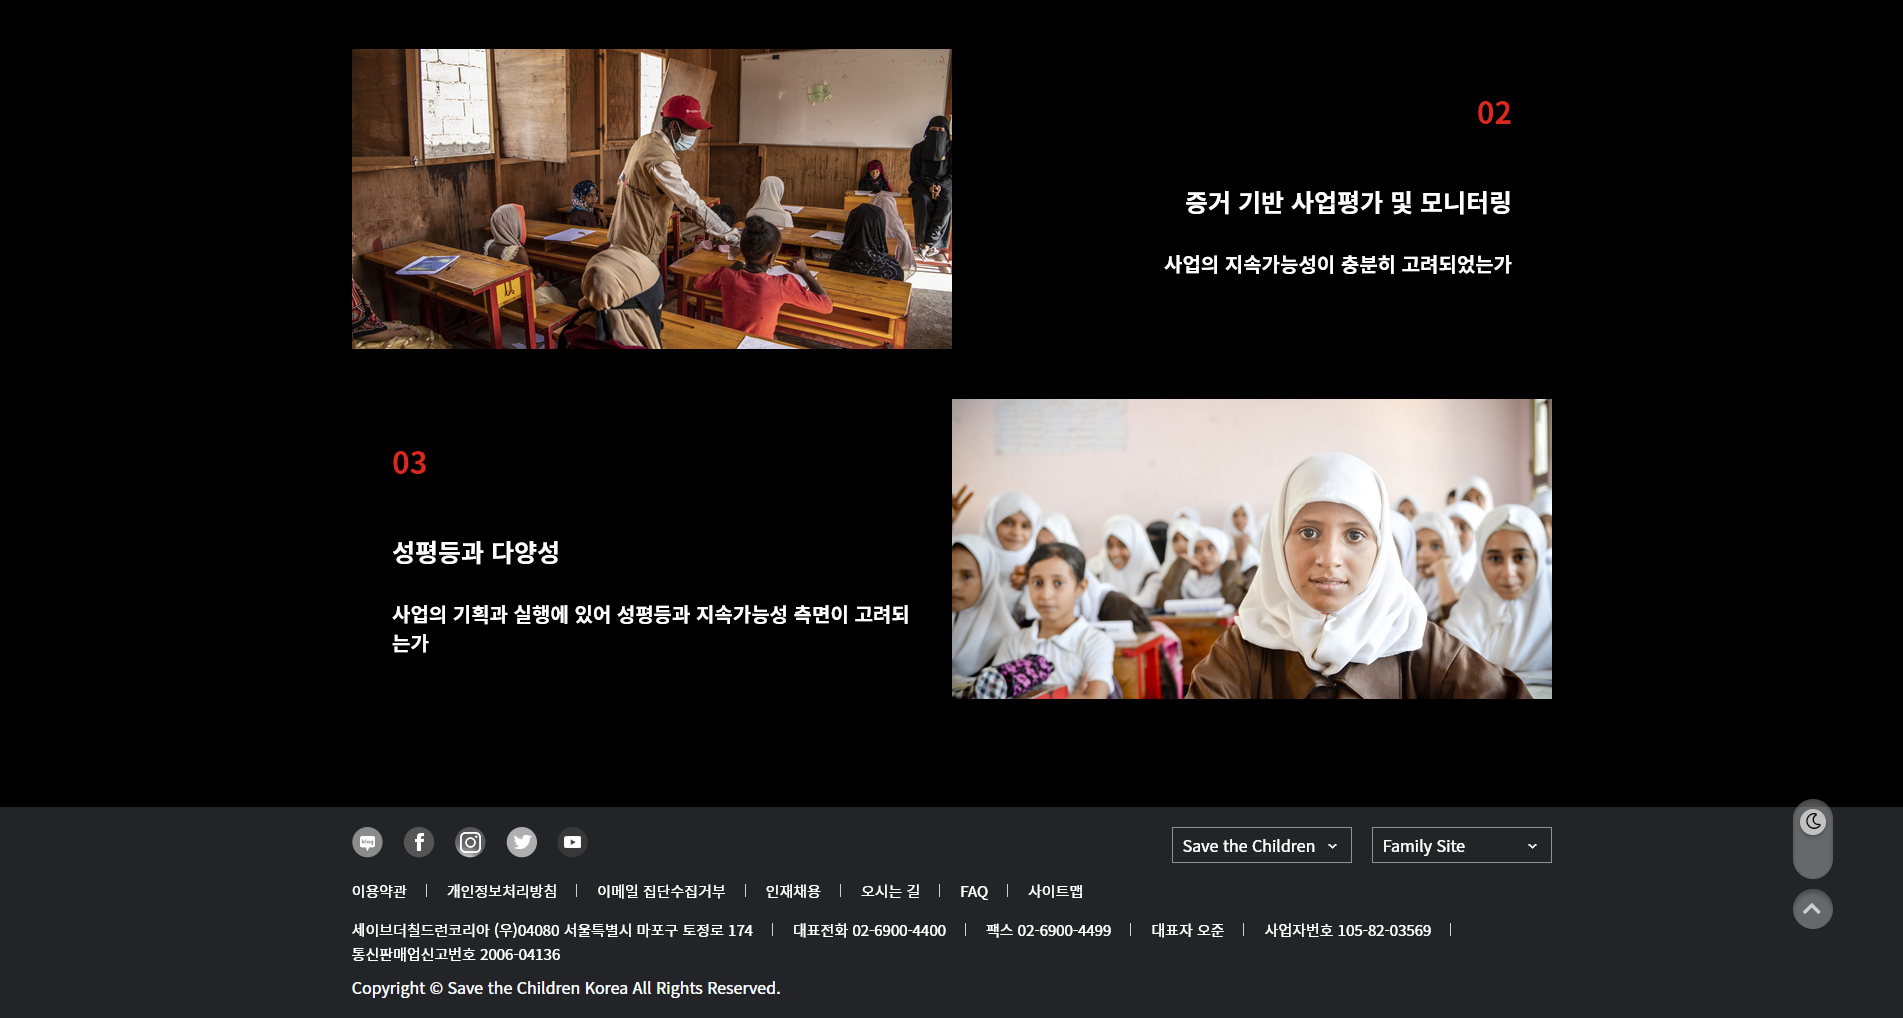 02
증거 기반 사업평가 및 모니터링
사업의 지속가능성이 충분히 고려되었는가
03
성평등과 다양성
사업의 기획과 실행에 있어 성평등과 지속가능성 측면이 고려되
는가
Save the Children
Family Site
이용약관
개인정보처리방침
이메일 집단수집거부
인재채용
오시는 길
FAQ
사이트맵
세이브더칠드런코리아 (우)04080 서울특별시 마포구 토정로 174
대표전화 02-6900-4400
팩스 02-6900-4499
대표자 오준
사업자번호 105-82-03569
통신판매업신고번호 2006-04136
Copyright © Save the Children Korea All Rights Reserved.